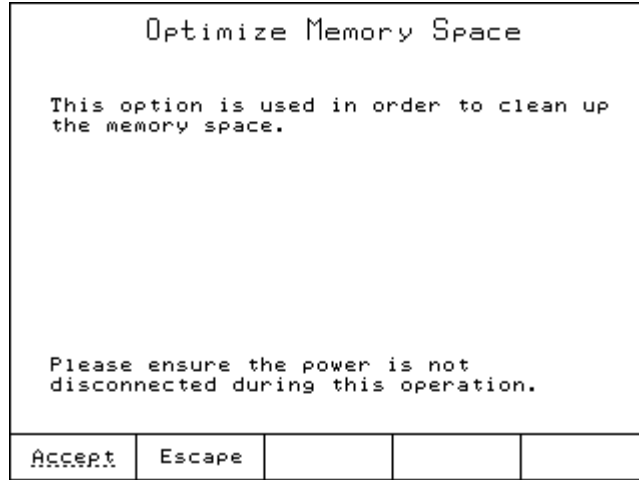 Optimize Memory Space
This option is used in order to clean up
the memory space.
Please ensure the power is not
disconnected during this operation.
Accept
Escape